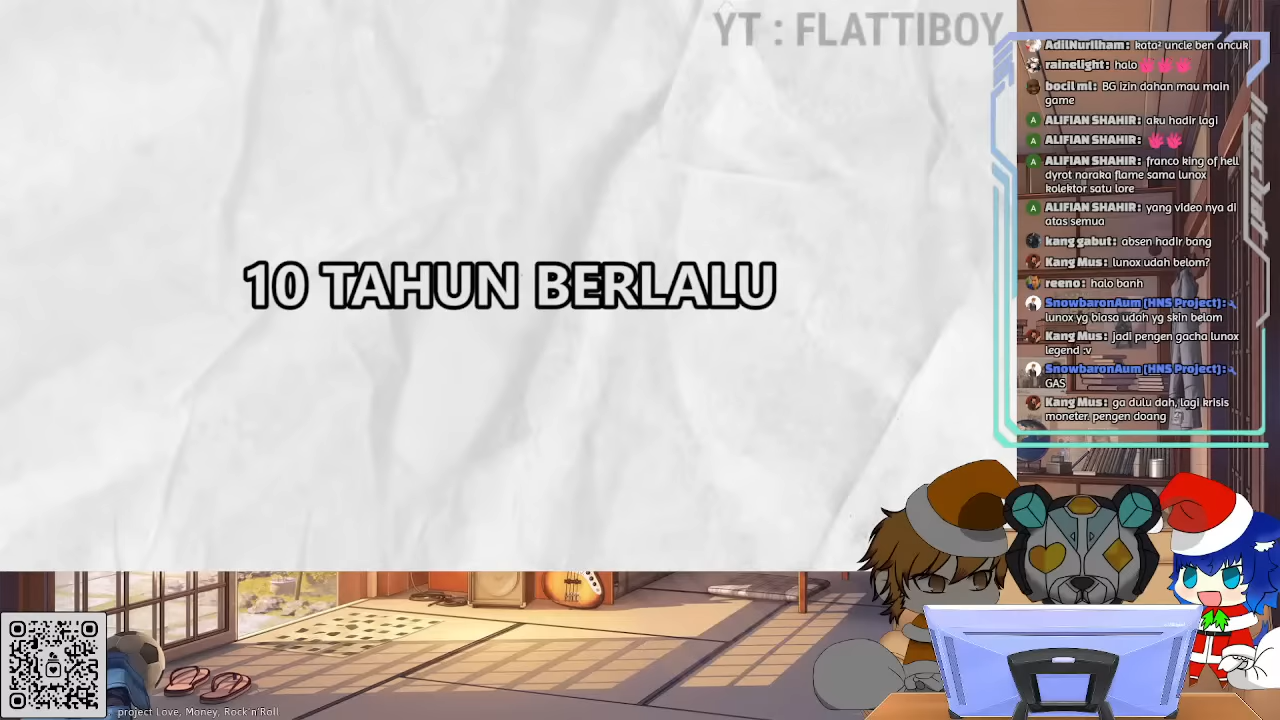 YT : FLATTIBOY
10 TAHUN BERLALU
AdilNurIlham: kata² uncle ben ancuk
rainelight: halo
bocil ml: BG izin dahan mau main
game
A ALIFIAN SHAHIR: aku hadir lagi
A ALIFIAN SHAHIR:
A ALIFIAN SHAHIR: franco king of hell
dyrot naraka flame sama lunox
kolektor satu lore
A ALIFIAN SHAHIR: yang video nya di
atas semua
kang gabut: absen hadir bang
Kang Mus: lunox udah belom?
reeno: halo banh
SnowbaronAum [HNS Project]:
lunox yg biasa udah yg skin belom
Kang Mus: jadi pengen gacha lunox
legend :v
SnowbaronAum [HNS Project]:
GAS
Kang Mus: ga dulu dah, lagi krisis
moneter. pengen doang
livechat
project Love, Money, Rock'n'Roll